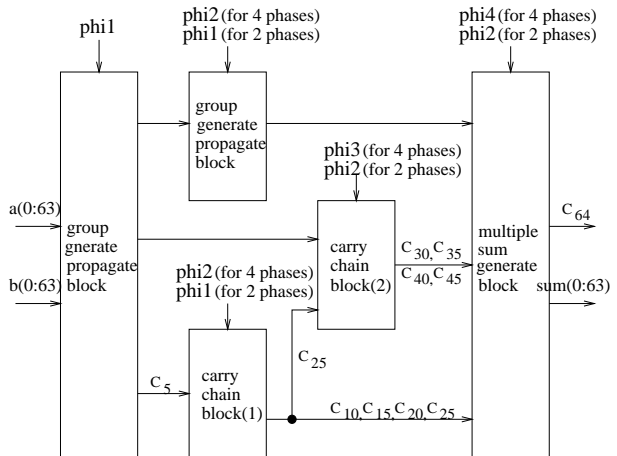 phi1
phi2 (for 4 phases)
phi1 (for 2 phases)
phi4 (for 4 phases)
phi2 (for 2 phases)
group
generate
propagate
block
phi3 (for 4 phases)
phi2 (for 2 phases)
a(0:63)
group
gnerate
propagate
block
b(0:63)
carry
chain
block(2)
C30,C35
C40,C45
multiple
sum
generate
block
C64
sum(0:63)
phi2 (for 4 phases)
phi1 (for 2 phases)
C25
C5
carry
chain
block(1)
C10,C15,C20,C25